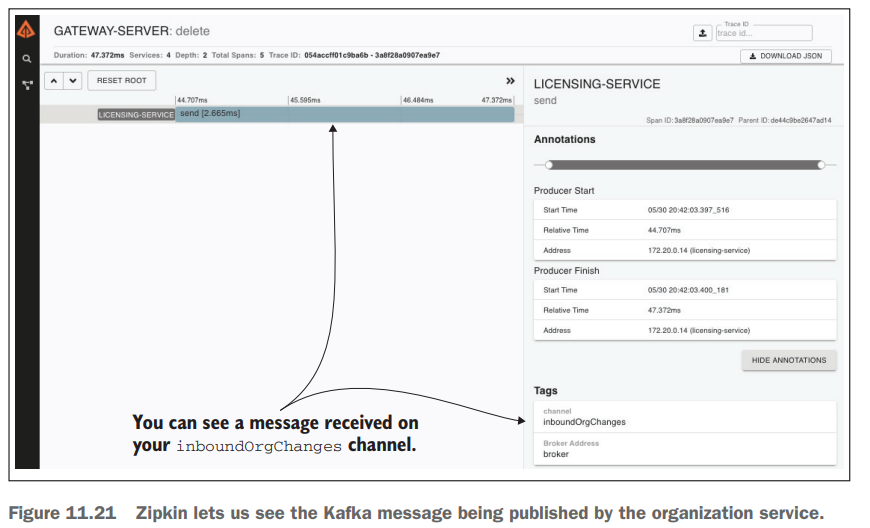 GATEWAY-SERVER: delete
Trace ID
trace id...
Duration: 47.372ms Services: 4 Depth: 2 Total Spans: 5 Trace ID: 054accff01c9ba6b - 3a8f28a0907ea9e7
DOWNLOAD JSON
RESET ROOT
44.707ms 45.595ms 46.484ms 47.372ms
LICENSING-SERVICE send [2.665ms]
LICENSING-SERVICE
send
Span ID: 3a8f28a0907ea9e7 Parent ID: de44c9be2647ad14
Annotations
Producer Start
Start Time 05/30 20:42:03.397_516
Relative Time 44.707ms
Address 172.20.0.14 (licensing-service)
Producer Finish
Start Time 05/30 20:42:03.400_181
Relative Time 47.372ms
Address 172.20.0.14 (licensing-service)
HIDE ANNOTATIONS
Tags
channel
inboundOrgChanges
Broker Address
broker
You can see a message received on
your inboundOrgChanges channel.
Figure 11.21 Zipkin lets us see the Kafka message being published by the organization service.